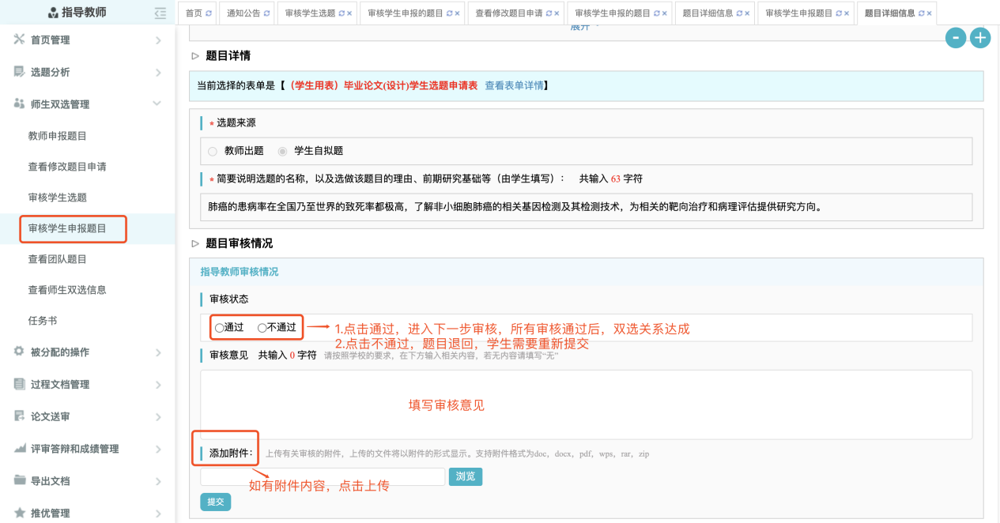 指导教师
首页
通知公告
审核学生选题
审核学生申报的题目
查看修改题目申请
审核学生申报的题目
题目详细信息
审核学生申报题目
题目详细信息
首页管理
选题分析
师生双选管理
教师申报题目
查看修改题目申请
审核学生选题
审核学生申报题目
查看团队题目
查看师生双选信息
任务书
被分配的操作
过程文档管理
论文送审
评审答辩和成绩管理
导出文档
推优管理
展开
- +
题目详情
当前选择的表单是【（学生用表）毕业论文(设计)学生选题申请表 查看表单详情】
* 选题来源
教师出题 学生自拟题
* 简要说明选题的名称，以及选做该题目的理由、前期研究基础等（由学生填写）： 共输入 63 字符
肺癌的患病率在全国乃至世界的致死率都极高，了解非小细胞肺癌的相关基因检测及其检测技术，为相关的靶向治疗和病理评估提供研究方向。
题目审核情况
指导教师审核情况
审核状态
通过 不通过
1.点击通过，进入下一步审核，所有审核通过后，双选关系达成
2.点击不通过，题目退回，学生需要重新提交
审核意见 共输入 0 字符 请按照学校的要求，在下方输入相关内容，若无内容请填写“无”
填写审核意见
添加附件： 上传有关审核的附件，上传的文件将以附件的形式显示。支持附件格式为doc，docx，pdf，wps，rar，zip
浏览
如有附件内容，点击上传
提交